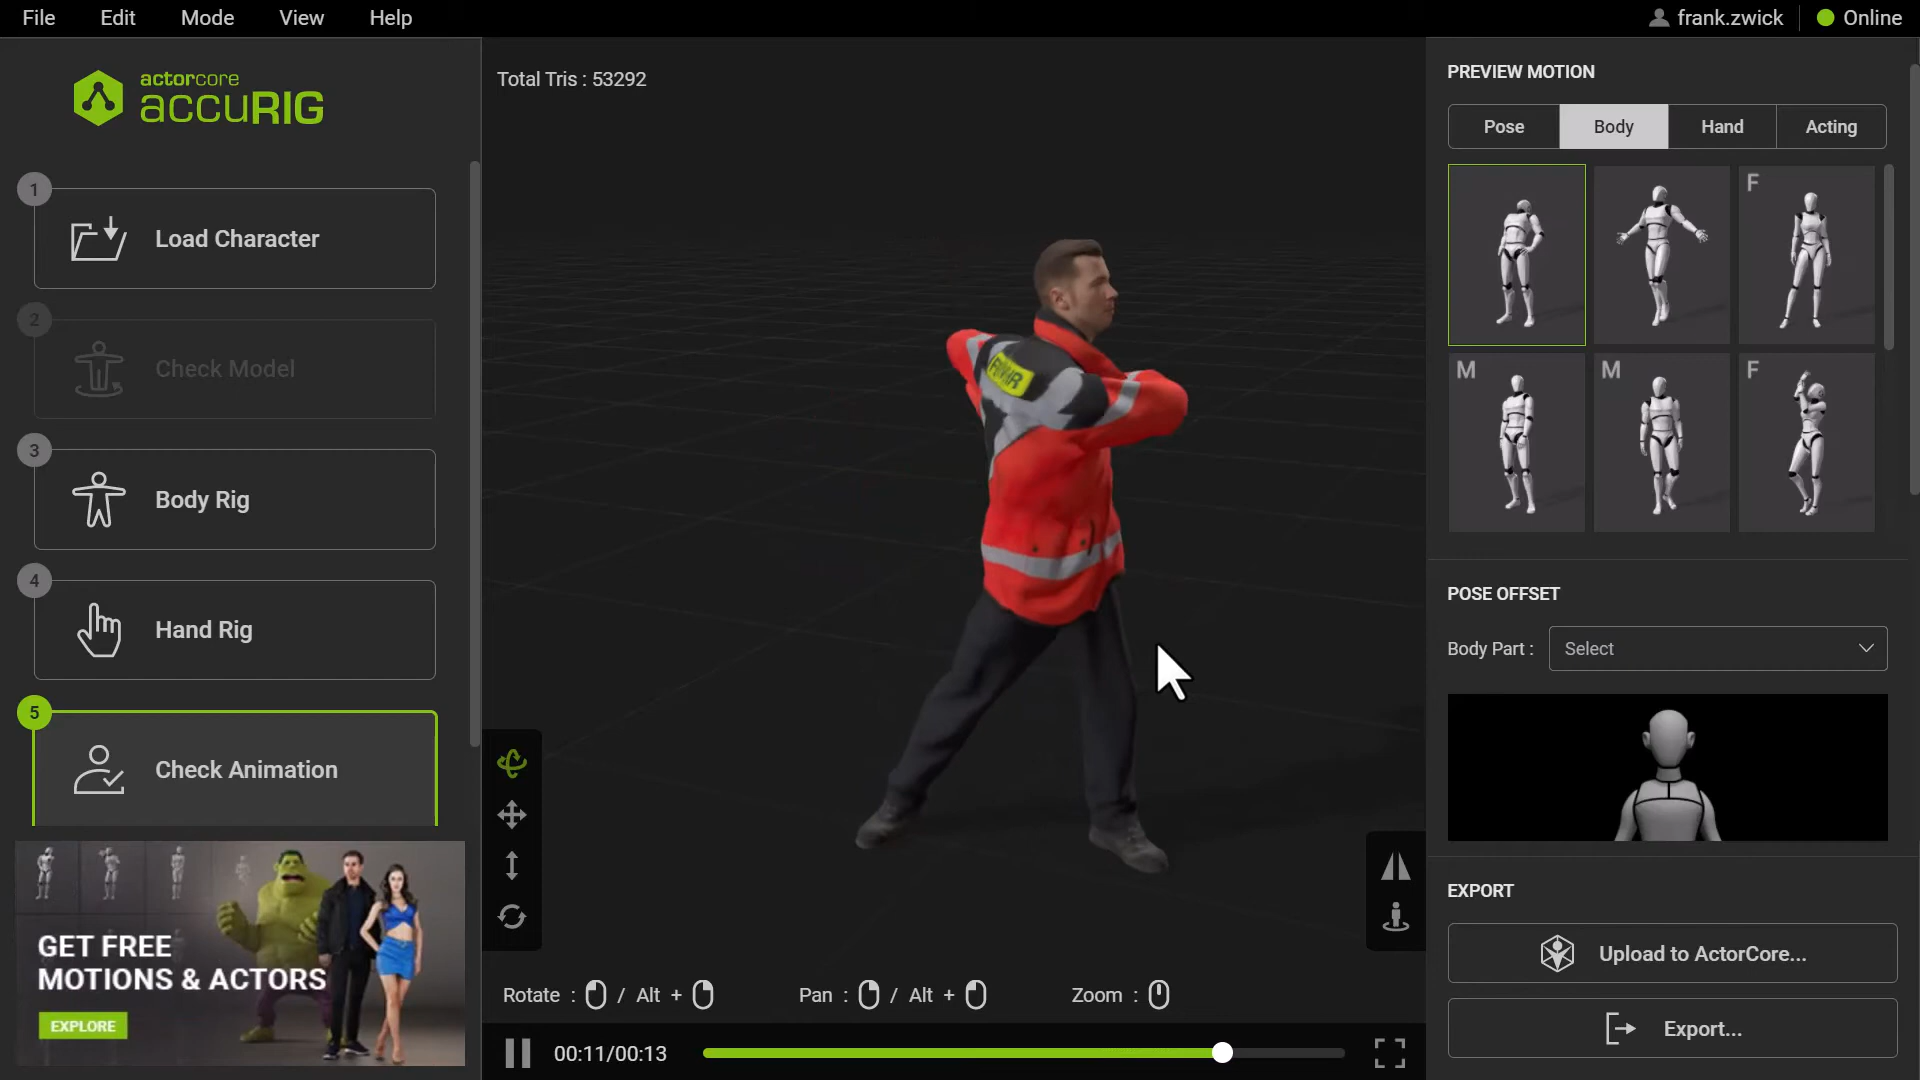 File Edit Mode View Help
frank.zwick Online
actorcore
accuRIG
1
Load Character
2
Check Model
3
Body Rig
4
Hand Rig
5
Check Animation
GET FREE
MOTIONS & ACTORS
EXPLORE
Total Tris : 53292
Rotate : / Alt + Pan : / Alt + Zoom :
00:11/00:13
PREVIEW MOTION
Pose Body Hand Acting
F
M M F
POSE OFFSET
Body Part : Select
EXPORT
Upload to ActorCore...
Export...